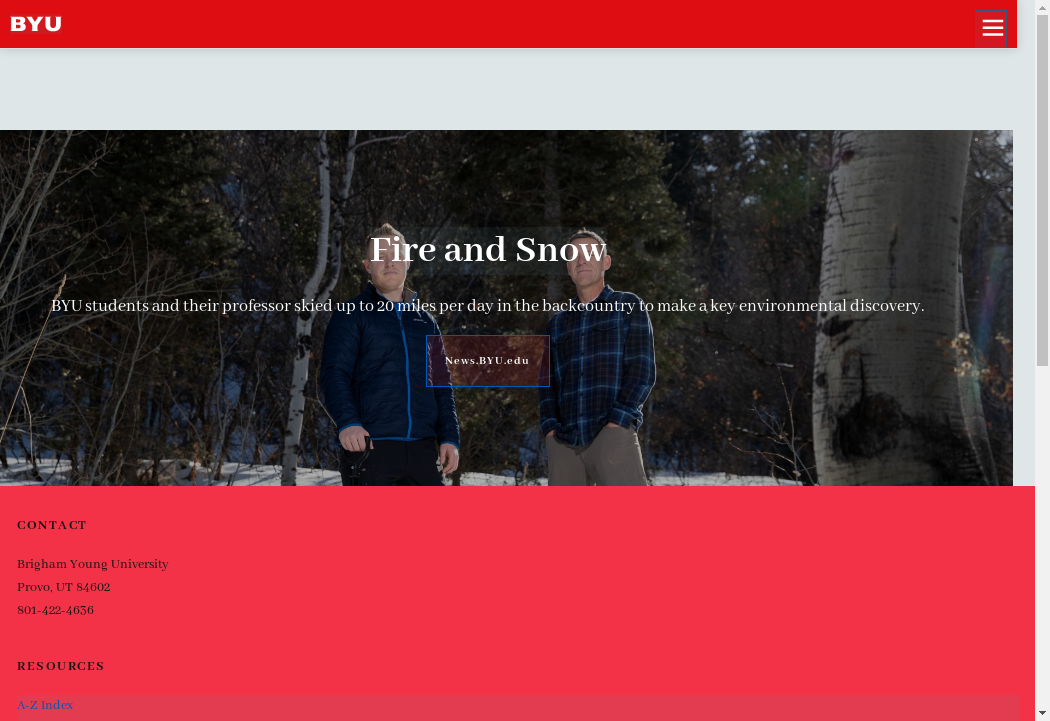 BYU
Fire and Snow
BYU students and their professor skied up to 20 miles per day in the backcountry to make a key environmental discovery.
News.BYU.edu
CONTACT
Brigham Young University
Provo, UT 84602
801-422-4636
RESOURCES
A-Z Index